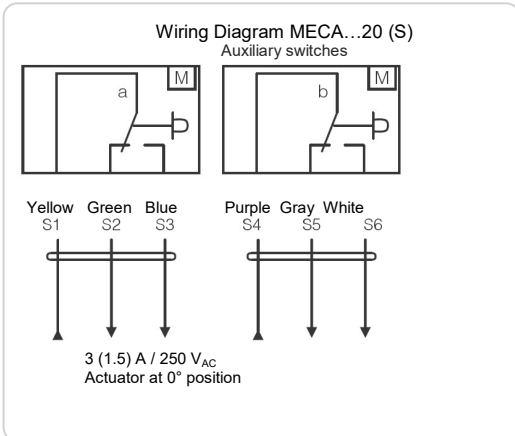 Wiring Diagram MECA…20 (S)
Auxiliary switches
M
a
M
b
Yellow Green Blue
S1 S2 S3
Purple Gray White
S4 S5 S6
3 (1.5) A / 250 VAC
Actuator at 0° position